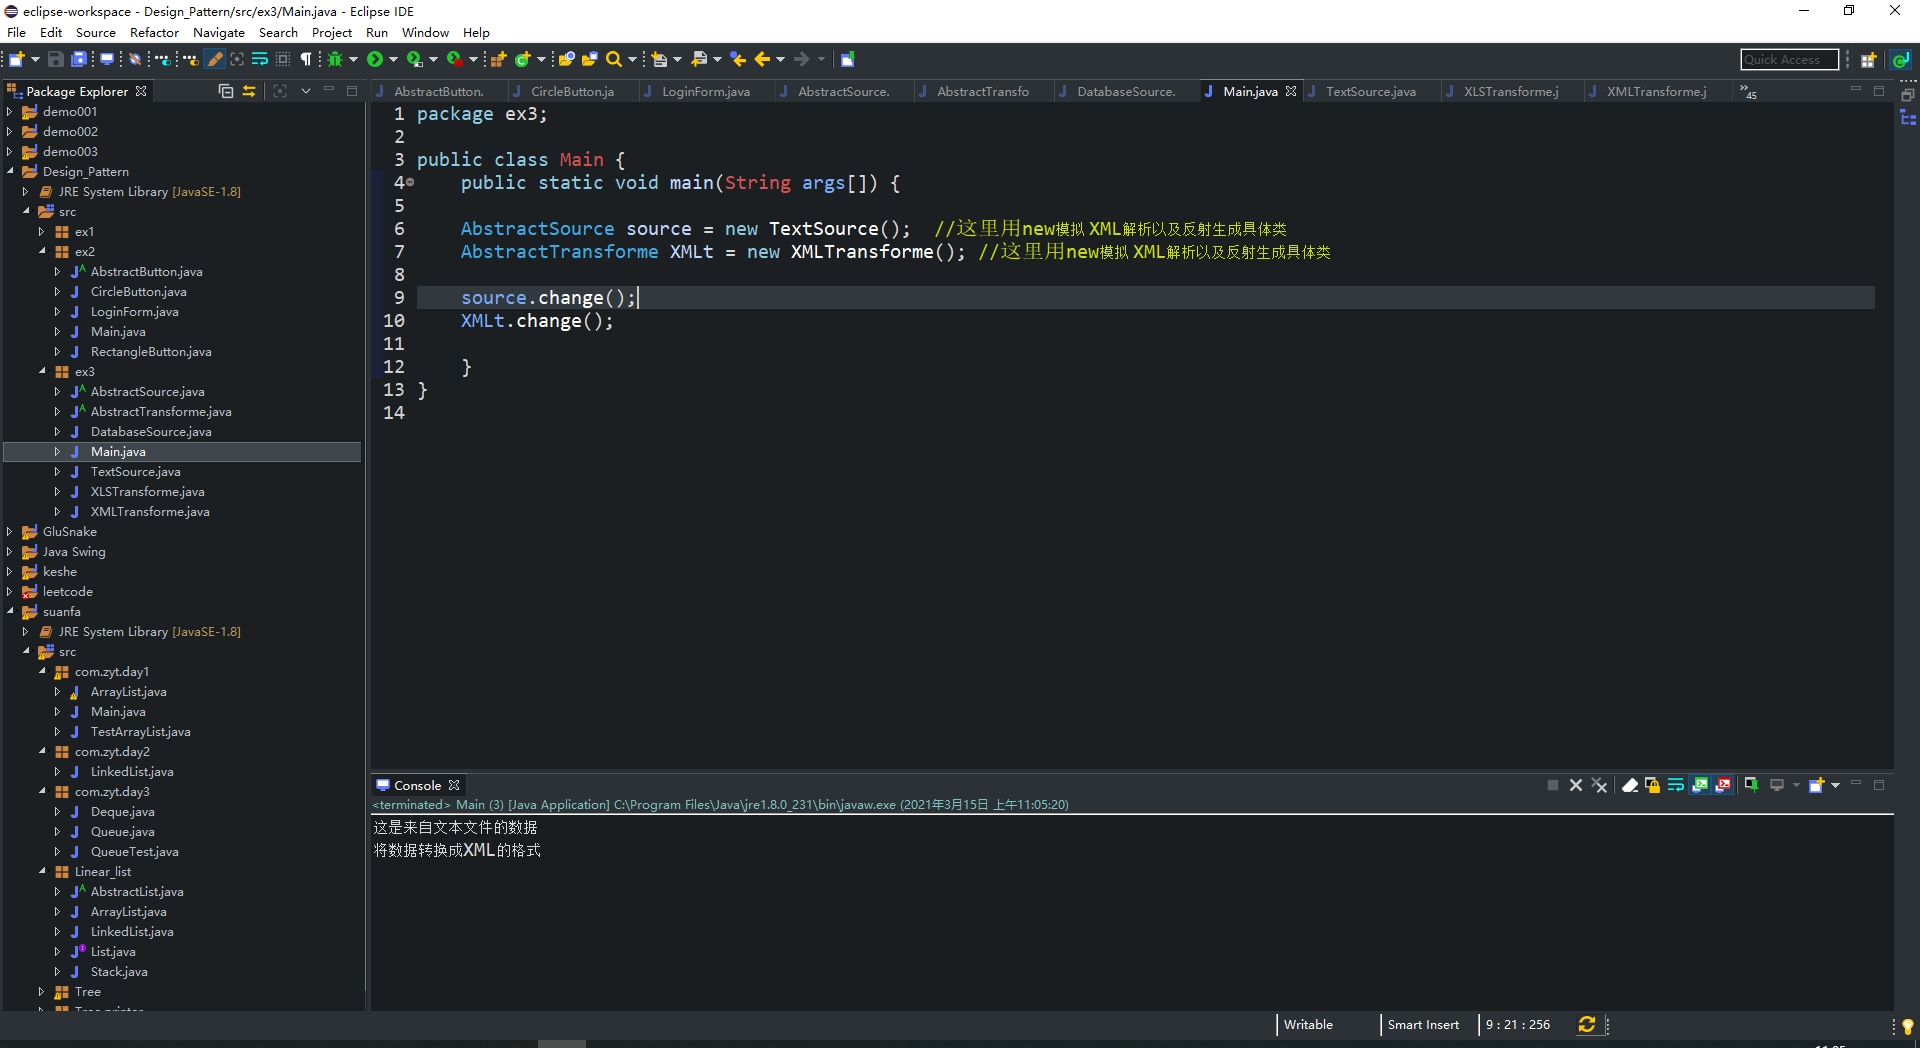 eclipse-workspace - Design_Pattern/src/ex3/Main.java - Eclipse IDE
File Edit Source Refactor Navigate Search Project Run Window Help
Quick Access
Package Explorer
demo001
demo002
demo003
Design_Pattern
JRE System Library [JavaSE-1.8]
src
ex1
ex2
AbstractButton.java
CircleButton.java
LoginForm.java
Main.java
RectangleButton.java
ex3
AbstractSource.java
AbstractTransforme.java
DatabaseSource.java
Main.java
TextSource.java
XLSTransforme.java
XMLTransforme.java
GluSnake
Java Swing
keshe
leetcode
suanfa
JRE System Library [JavaSE-1.8]
src
com.zyt.day1
ArrayList.java
Main.java
TestArrayList.java
com.zyt.day2
LinkedList.java
com.zyt.day3
Deque.java
Queue.java
QueueTest.java
Linear_list
AbstractList.java
ArrayList.java
LinkedList.java
List.java
Stack.java
Tree
AbstractButton. CircleButton.ja LoginForm.java AbstractSource. AbstractTransfo DatabaseSource. Main.java TextSource.java XLSTransforme.j XMLTransforme.j »45
1 package ex3;
2
3 public class Main {
4 public static void main(String args[]) {
5
6 AbstractSource source = new TextSource(); //这里用new模拟 XML解析以及反射生成具体类
7 AbstractTransforme XMLt = new XMLTransforme(); //这里用new模拟 XML解析以及反射生成具体类
8
9 source.change();
10 XMLt.change();
11
12 }
13 }
14
Console
<terminated> Main (3) [Java Application] C:\Program Files\Java\jre1.8.0_231\bin\javaw.exe (2021年3月15日 上午11:05:20)
这是来自文本文件的数据
将数据转换成XML的格式
Writable Smart Insert 9 : 21 : 256